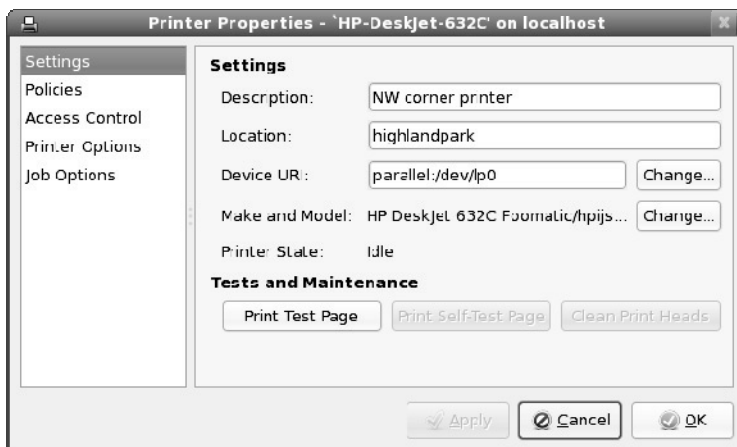 Printer Properties - `HP-DeskJet-632C' on localhost
Settings
Policies
Access Control
Printer Options
Job Options
Settings
Description: NW corner printer
Location: highlandpark
Device URI: parallel:/dev/lp0 Change...
Make and Model: HP DeskJet 632C Foomatic/hpijs... Change...
Printer State: Idle
Tests and Maintenance
Print Test Page Print Self-Test Page Clean Print Heads
Apply Cancel OK